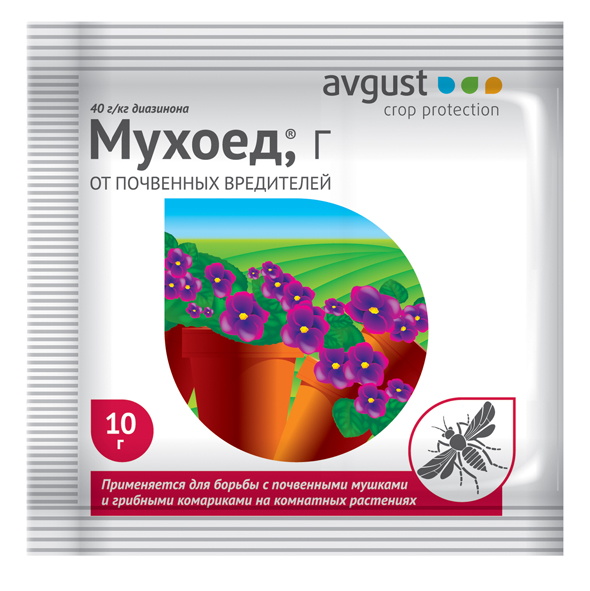 avgust
crop protection
40 г/кг диазинона
Мухоед,® Г
ОТ ПОЧВЕННЫХ ВРЕДИТЕЛЕЙ
10
г
Применяется для борьбы с почвенными мушками
и грибными комариками на комнатных растениях